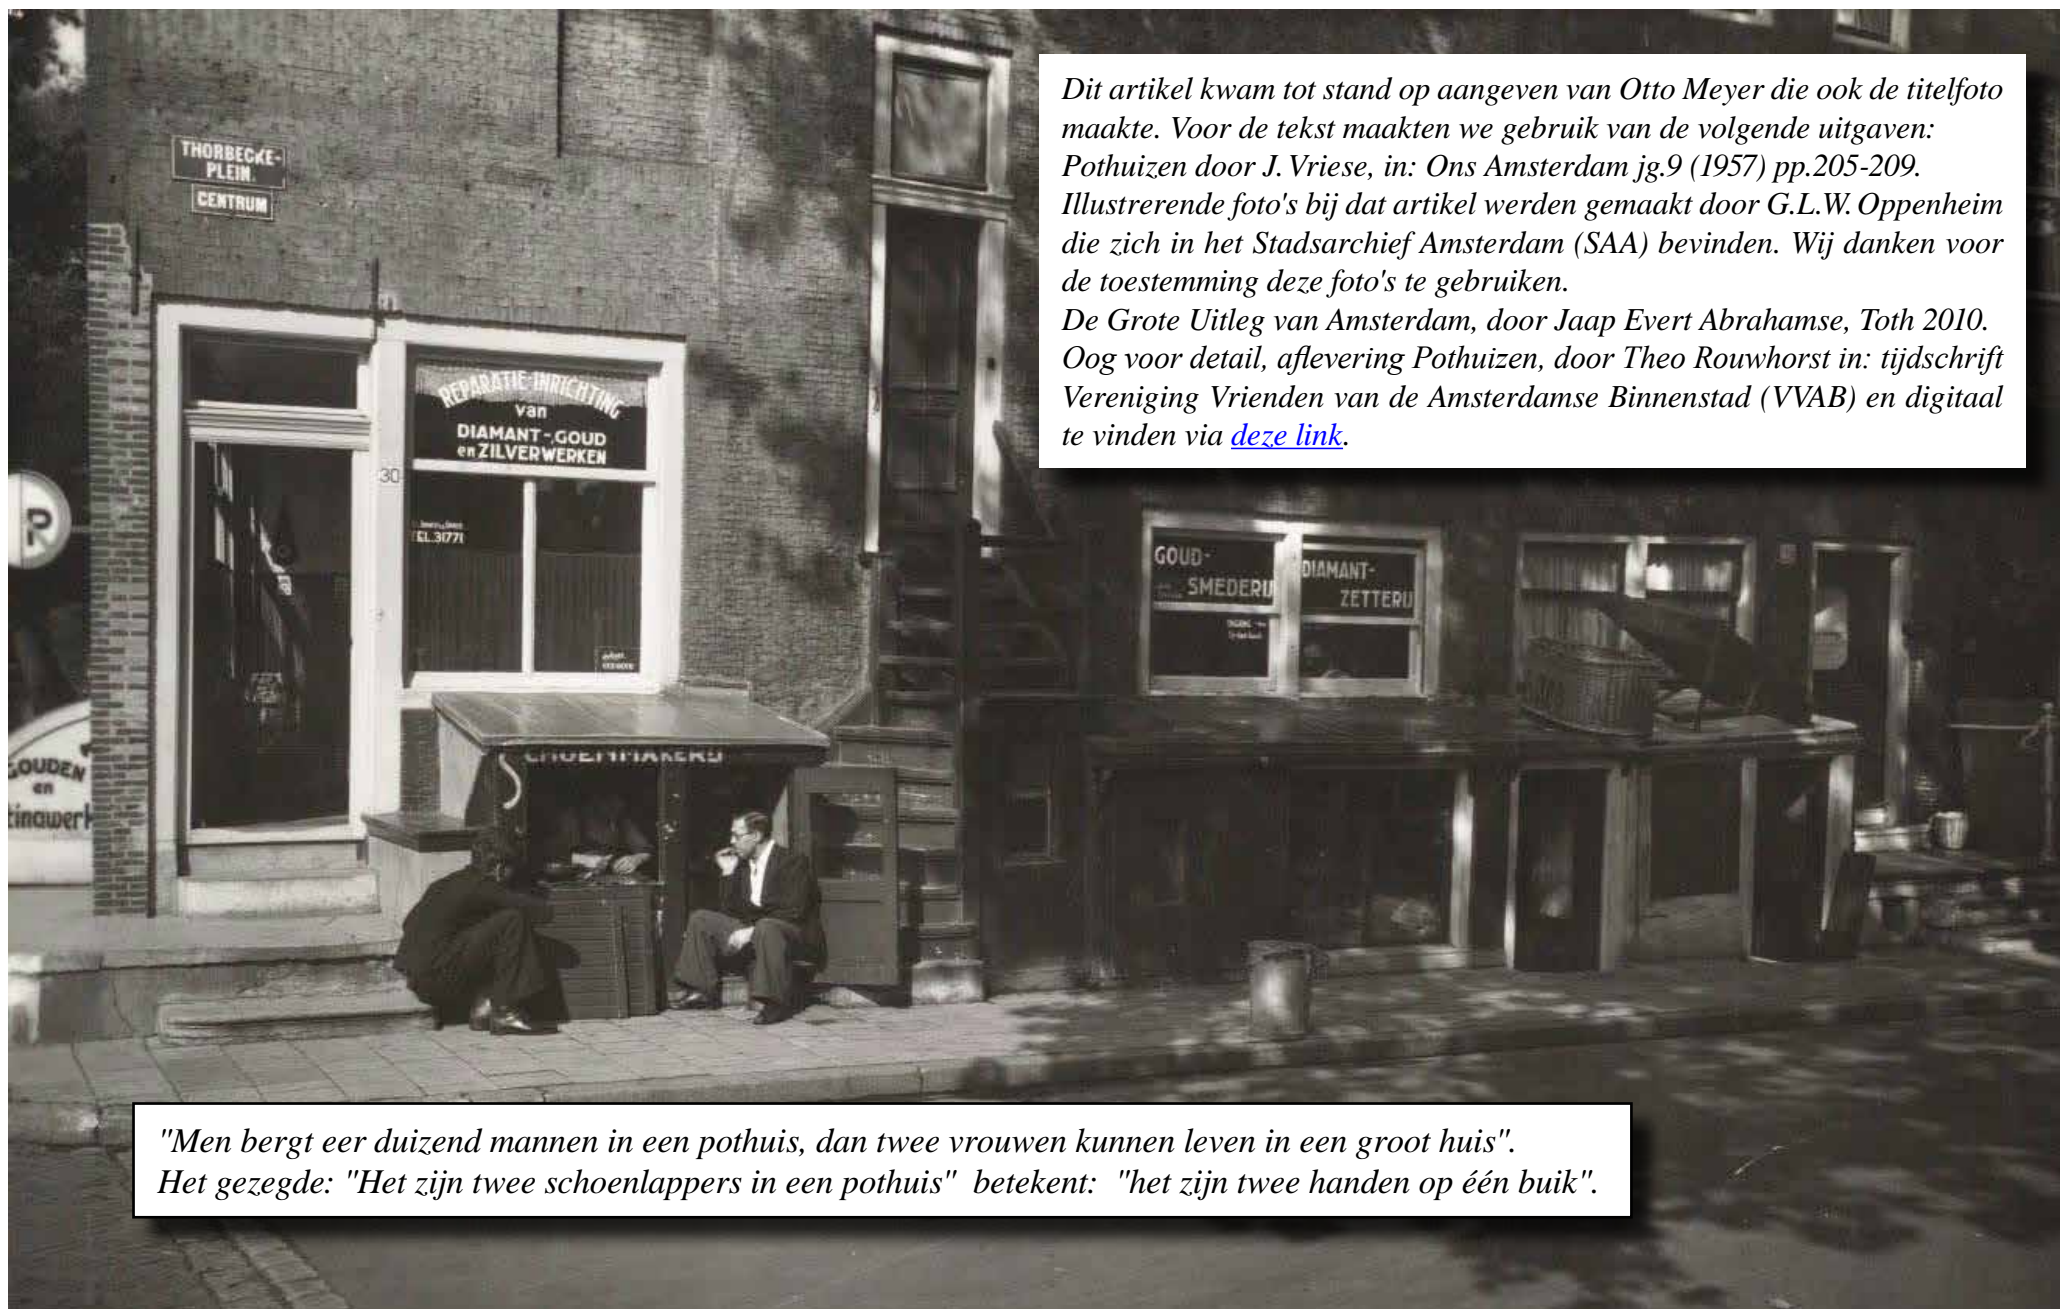 THORBECKE-
PLEIN.
CENTRUM
Dit artikel kwam tot stand op aangeven van Otto Meyer die ook de titelfoto
maakte. Voor de tekst maakten we gebruik van de volgende uitgaven:
Pothuizen door J. Vriese, in: Ons Amsterdam jg.9 (1957) pp.205-209.
Illustrerende foto's bij dat artikel werden gemaakt door G.L.W. Oppenheim
die zich in het Stadsarchief Amsterdam (SAA) bevinden. Wij danken voor
de toestemming deze foto's te gebruiken.
De Grote Uitleg van Amsterdam, door Jaap Evert Abrahamse, Toth 2010.
Oog voor detail, aflevering Pothuizen, door Theo Rouwhorst in: tijdschrift
Vereniging Vrienden van de Amsterdamse Binnenstad (VVAB) en digitaal
te vinden via deze link.
REPARATIE-INRICHTING
van
DIAMANT-GOUD
en ZILVERWERKEN
30
R
TEL.31771
GOUD-
SMEDERIJ
DIAMANT-
ZETTERIJ
SCHOENMAKERIJ
GOUDEN
en
"Men bergt eer duizend mannen in een pothuis, dan twee vrouwen kunnen leven in een groot huis".
Het gezegde: "Het zijn twee schoenlappers in een pothuis" betekent: "het zijn twee handen op één buik".